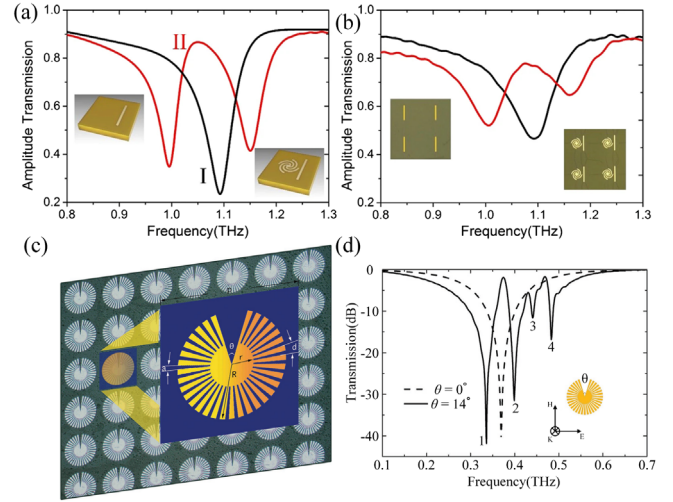 (a)
1.0
0.8
0.6
0.4
0.2
0.8 0.9 1.0 1.1 1.2 1.3
Amplitude Transmission
Frequency(THz)
II
I
(b)
1.0
0.8
0.6
0.4
0.2
0.8 0.9 1.0 1.1 1.2 1.3
Amplitude Transmission
Frequency(THz)
(c)
θ
a
d
r
R
(d)
0
-10
-20
-30
-40
0.1 0.2 0.3 0.4 0.5 0.6 0.7
Transmission(dB)
Frequency(THz)
θ = 0°
θ = 14°
1
2
3
4
θ
H
K
E